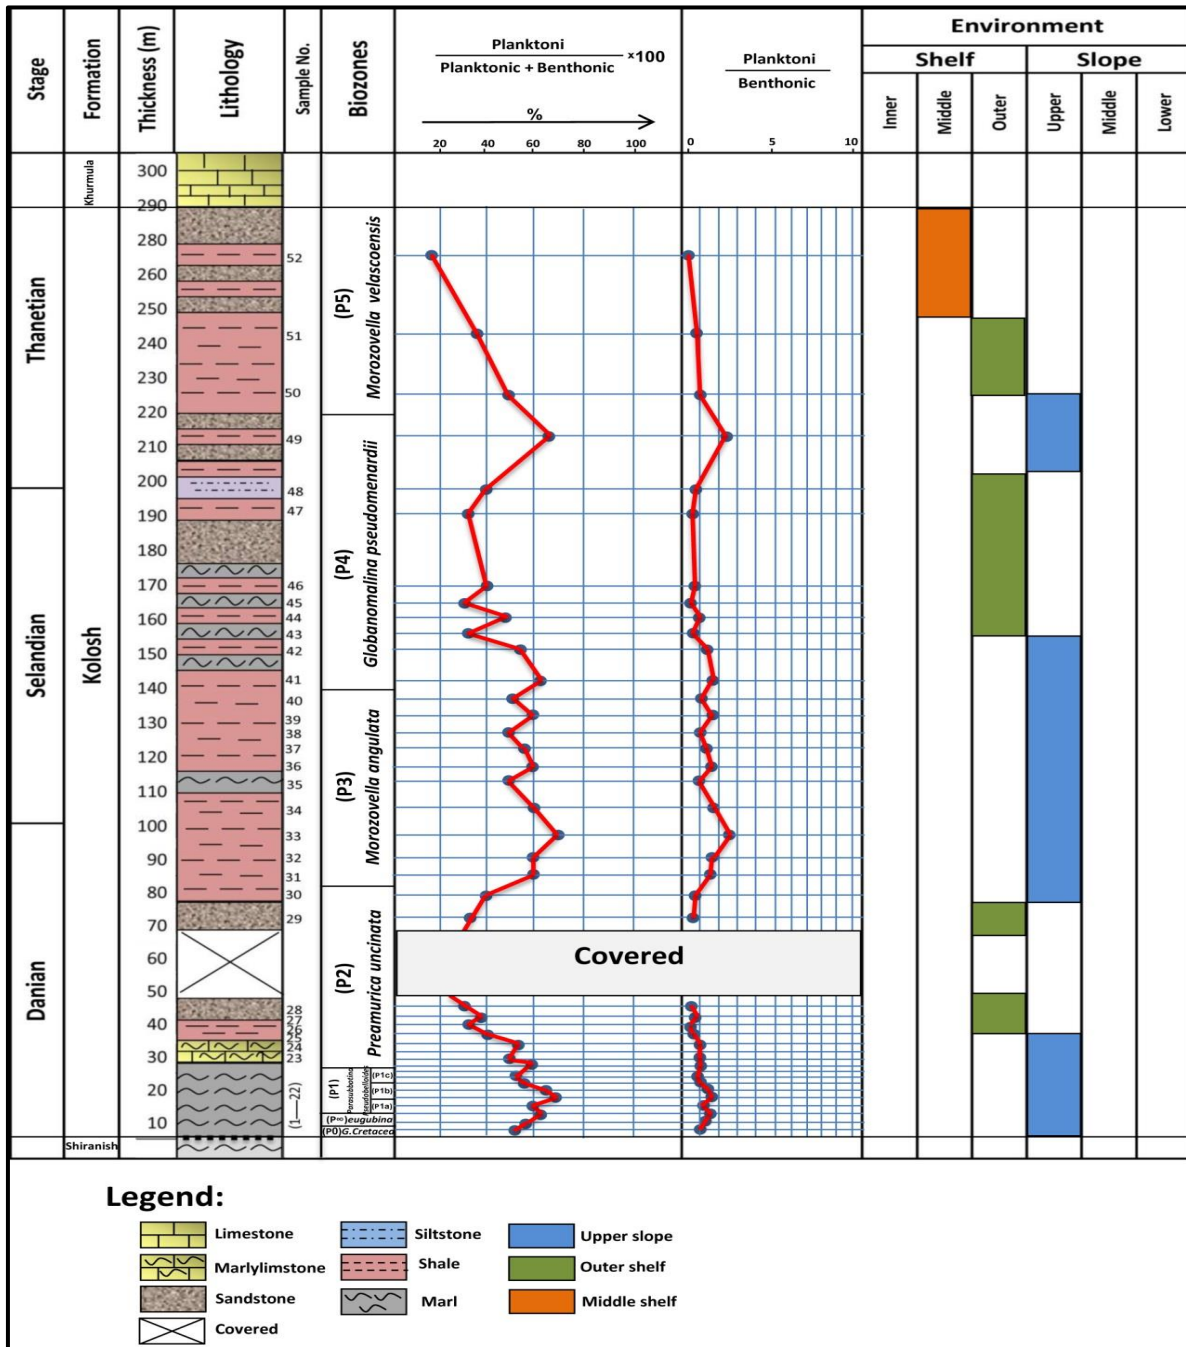 Stage
Formation
Thickness (m)
Lithology
Sample No.
Biozones
Planktoni
Planktonic + Benthonic
×100
%
20 40 60 100
Planktoni
Benthonic
0 5 10
Environment
Shelf Slope
Inner
Middle
Outer
Upper
Middle
Lower
Thanetian
Selandian
Danian
Khurmula
Kolosh
Shiranish
300
290
280
260
250
240
230
220
210
200
190
180
170
160
150
140
130
120
110
100
90
80
70
60
50
40
30
20
10
52
51
50
49
48
47
46
45
44
43
42
41
40
39
38
37
36
35
34
33
32
31
30
29
28
27
26
25
24
23
(1—22)
(P5)
Morozovella velascoensis
(P4)
Globanomalina pseudomenardii
(P3)
Morozovella angulata
(P2)
Preamurica uncinata
(P1)
Parasubbotina
Pseudobelloides
(P1c)
(P1b)
(P1a)
(P∞)eugubina
(P0)G.Cretacea
Covered
Legend:
Limestone
Marlylimstone
Sandstone
Covered
Siltstone
Shale
Marl
Upper slope
Outer shelf
Middle shelf